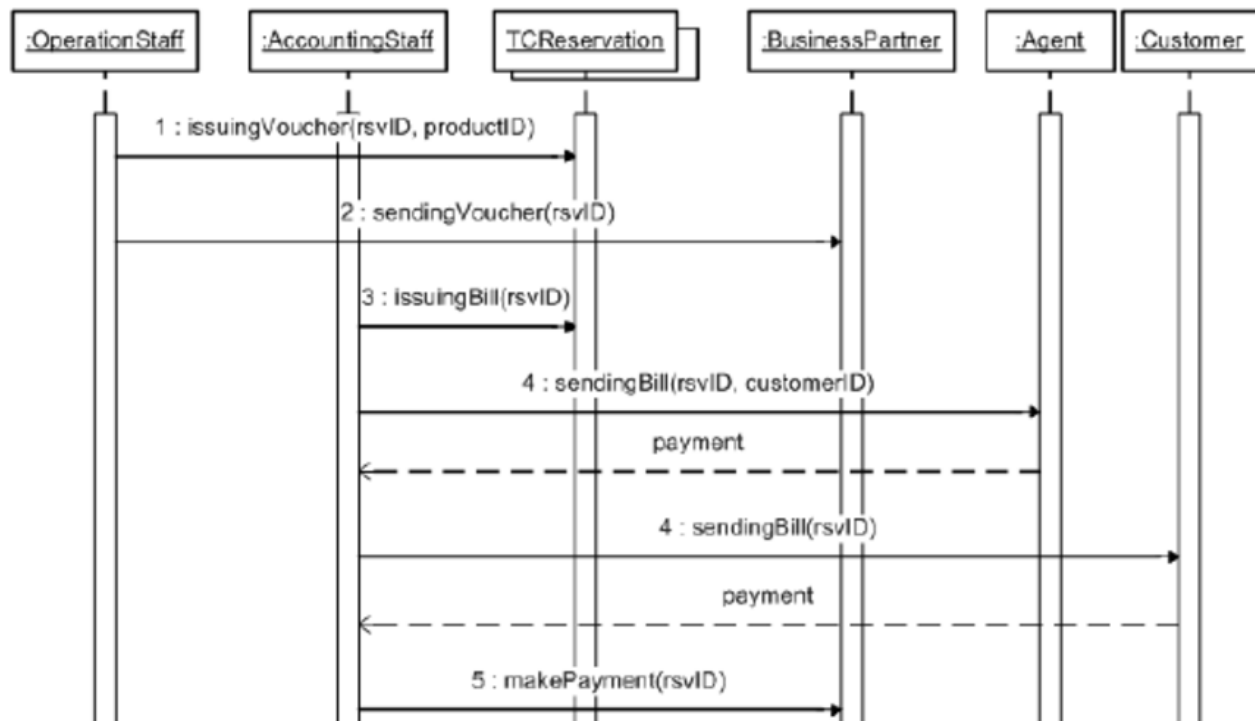 :OperationStaff
:AccountingStaff
TCReservation
:BusinessPartner
:Agent
:Customer
1 : issuingVoucher(rsvID, productID)
2 : sendingVoucher(rsvID)
3 : issuingBill(rsvID)
4 : sendingBill(rsvID, customerID)
payment
4 : sendingBill(rsvID)
payment
5 : makePayment(rsvID)